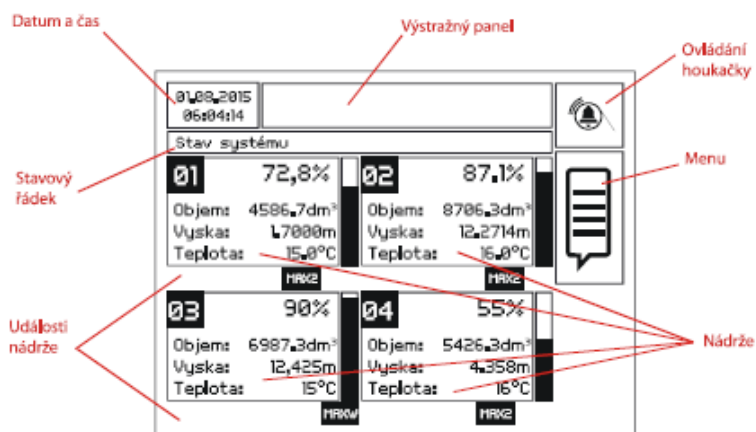 Datum a čas
Výstražný panel
Ovládání
houkačky
01.08.2015
06:04:14
Stav systému
Menu
Stavový
řádek
01 72,8%
Objem: 4586.7dm³
Vyska: 1.7000m
Teplota: 15.0°C
MAX2
02 87.1%
Objem: 8706.3dm³
Vyska: 12.2714m
Teplota: 16.0°C
MAX2
03 90%
Objem: 6987.3dm³
Vyska: 12,425m
Teplota: 15°C
MAXW
04 55%
Objem: 5426.3dm³
Vyska: 4.358m
Teplota: 16°C
MAX2
Události
nádrže
Nádrže